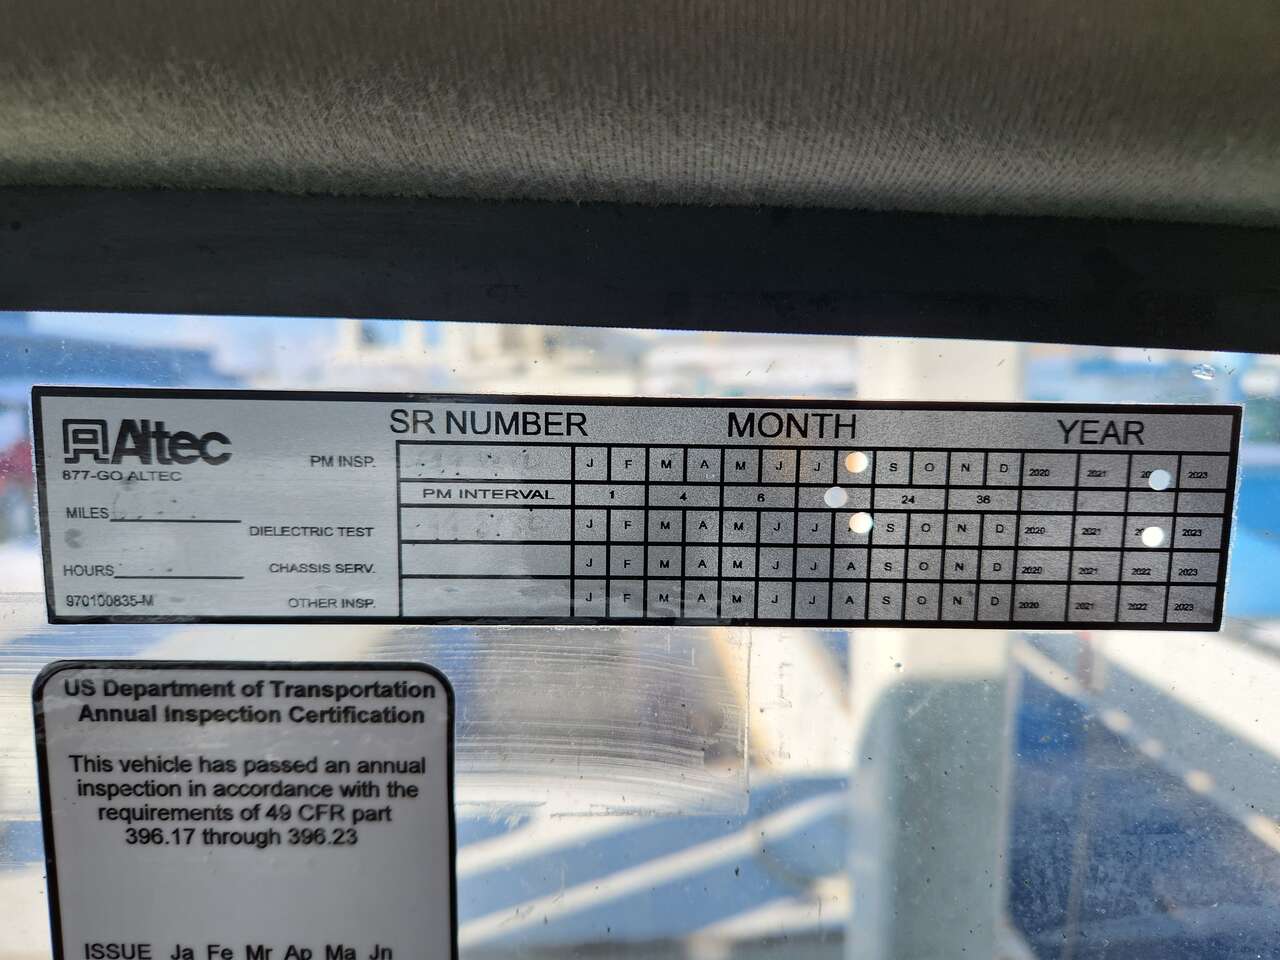 SR NUMBER MONTH YEAR
Altec
877-GO ALTEC
PM INSP. J F M A M J J S O N D 2020 2021 2023
PM INTERVAL 1 4 6 24 36
MILES
DIELECTRIC TEST J F M A M J J A S O N D 2020 2021 2023
HOURS CHASSIS SERV. J F M A M J J A S O N D 2020 2021 2022 2023
970100835-M OTHER INSP. J F M A M J J A S O N D 2020 2021 2022 2023
US Department of Transportation
Annual Inspection Certification
This vehicle has passed an annual
inspection in accordance with the
requirements of 49 CFR part
396.17 through 396.23
ISSUE Ja Fe Mr Ap Ma Jn